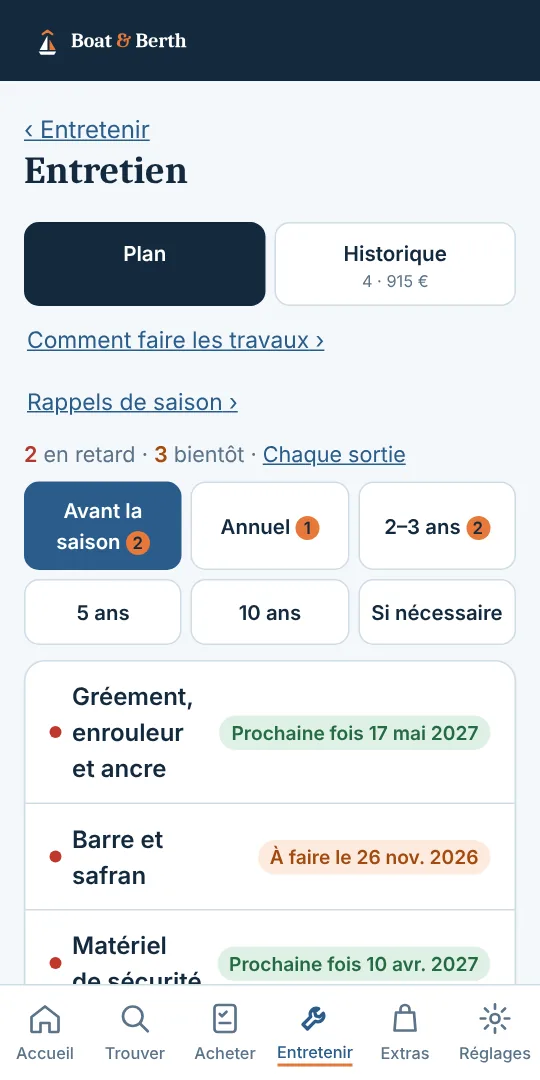 Boat & Berth
‹ Entretenir
Entretien
Plan
Historique
4 · 915 €
Comment faire les travaux ›
Rappels de saison ›
2 en retard · 3 bientôt · Chaque sortie
Avant la
saison 2
Annuel 1
2–3 ans 2
5 ans
10 ans
Si nécessaire
Gréement,
enrouleur
et ancre
Prochaine fois 17 mai 2027
Barre et
safran
À faire le 26 nov. 2026
Matériel
de sécurité
Prochaine fois 10 avr. 2027
Accueil
Trouver
Acheter
Entretenir
Extras
Réglages